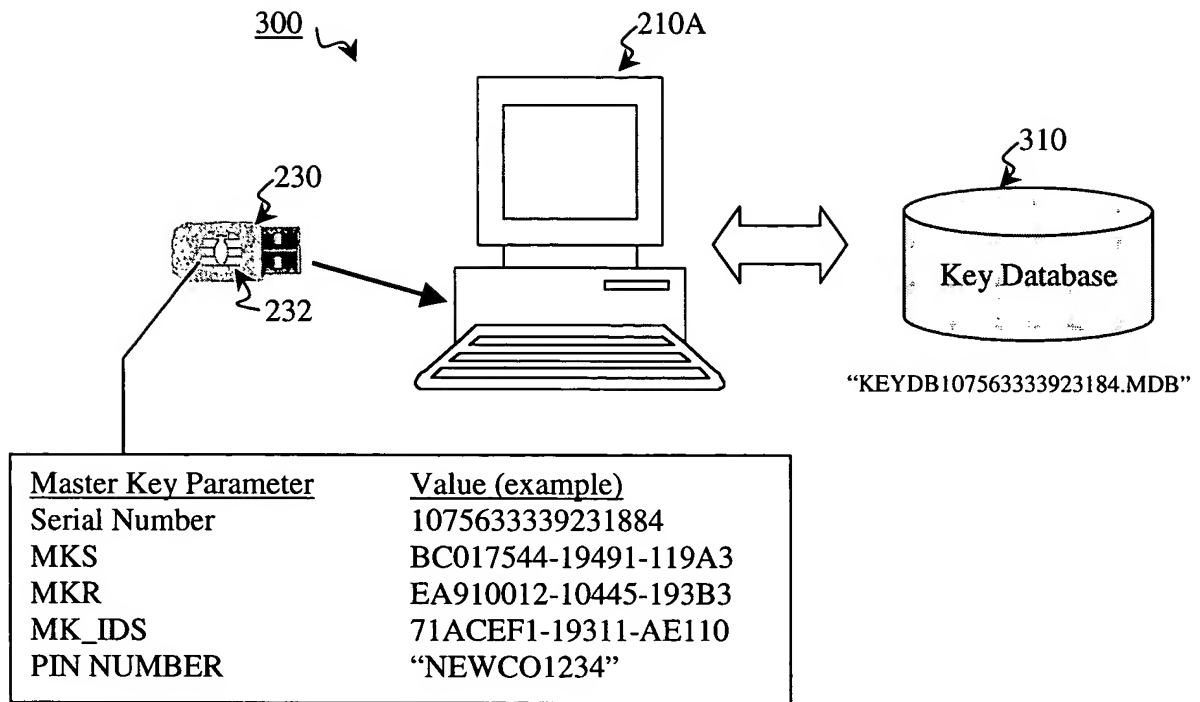 300
210A
310
230
232
Key Database
“KEYDB107563333923184.MDB”
Master Key Parameter Value (example)
Serial Number 1075633339231884
MKS BC017544-19491-119A3
MKR EA910012-10445-193B3
MK_IDS 71ACEF1-19311-AE110
PIN NUMBER “NEWCO1234”